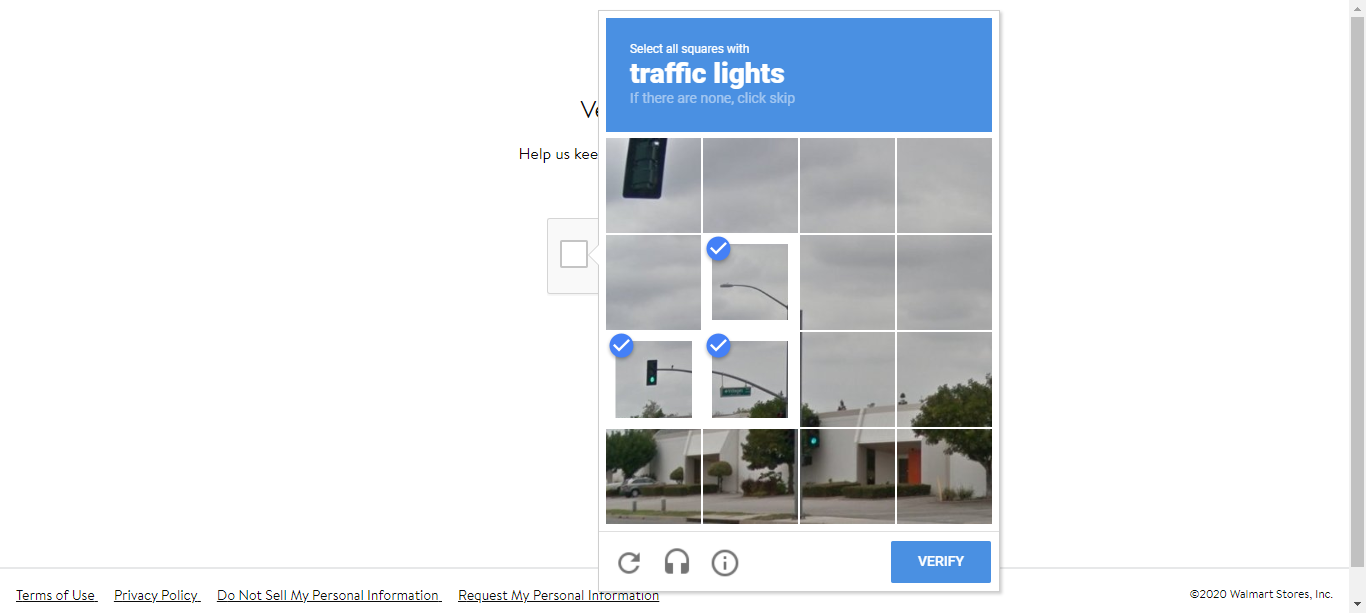 Select all squares with
traffic lights
If there are none, click skip
Ve
Help us kee
VERIFY
Terms of Use Privacy Policy Do Not Sell My Personal Information Request My Personal Information ©2020 Walmart Stores, Inc.